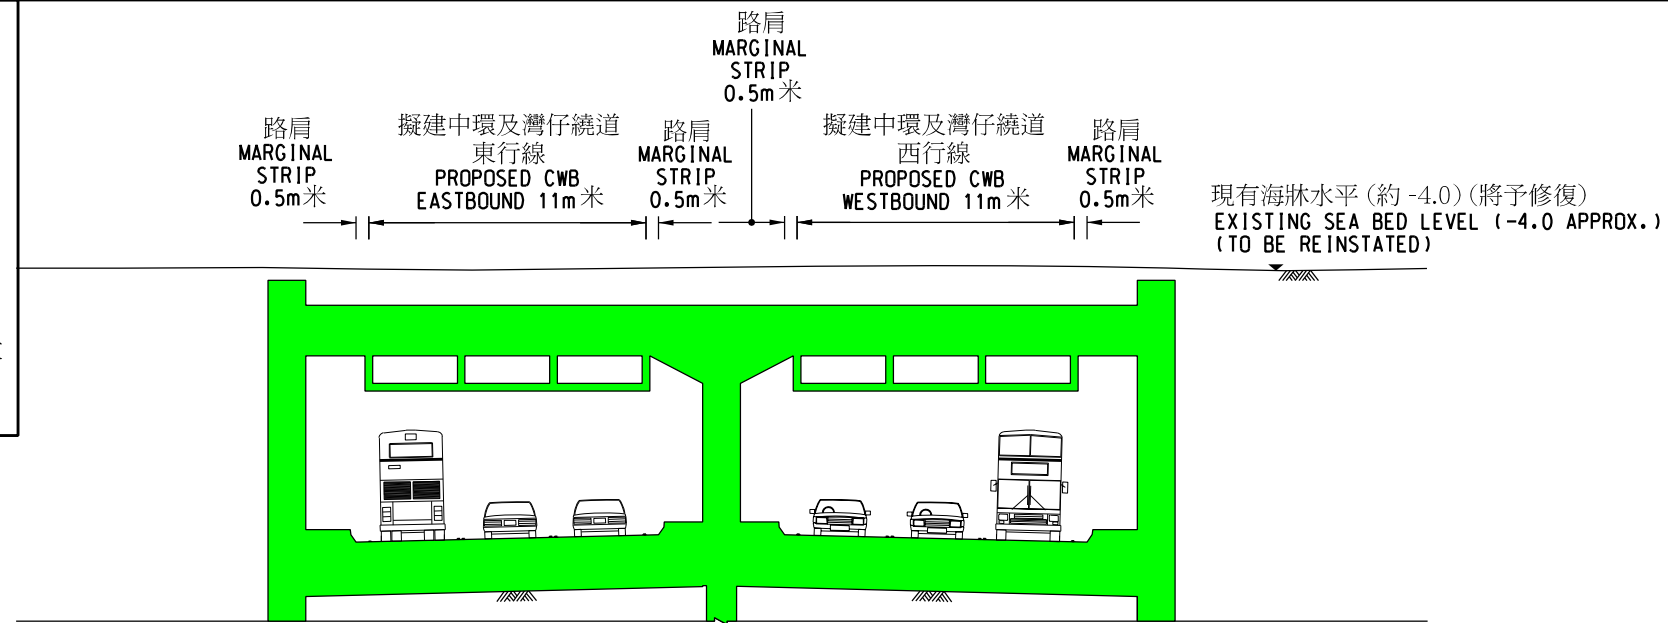 路肩
MARGINAL
STRIP
0.5m米
路肩
MARGINAL
STRIP
0.5m米
擬建中環及灣仔繞道
東行線
PROPOSED CWB
EASTBOUND 11m米
路肩
MARGINAL
STRIP
0.5m米
擬建中環及灣仔繞道
西行線
PROPOSED CWB
WESTBOUND 11m米
路肩
MARGINAL
STRIP
0.5m米
現有海牀水平 (約 -4.0) (將予修復)
EXISTING SEA BED LEVEL (-4.0 APPROX.)
(TO BE REINSTATED)